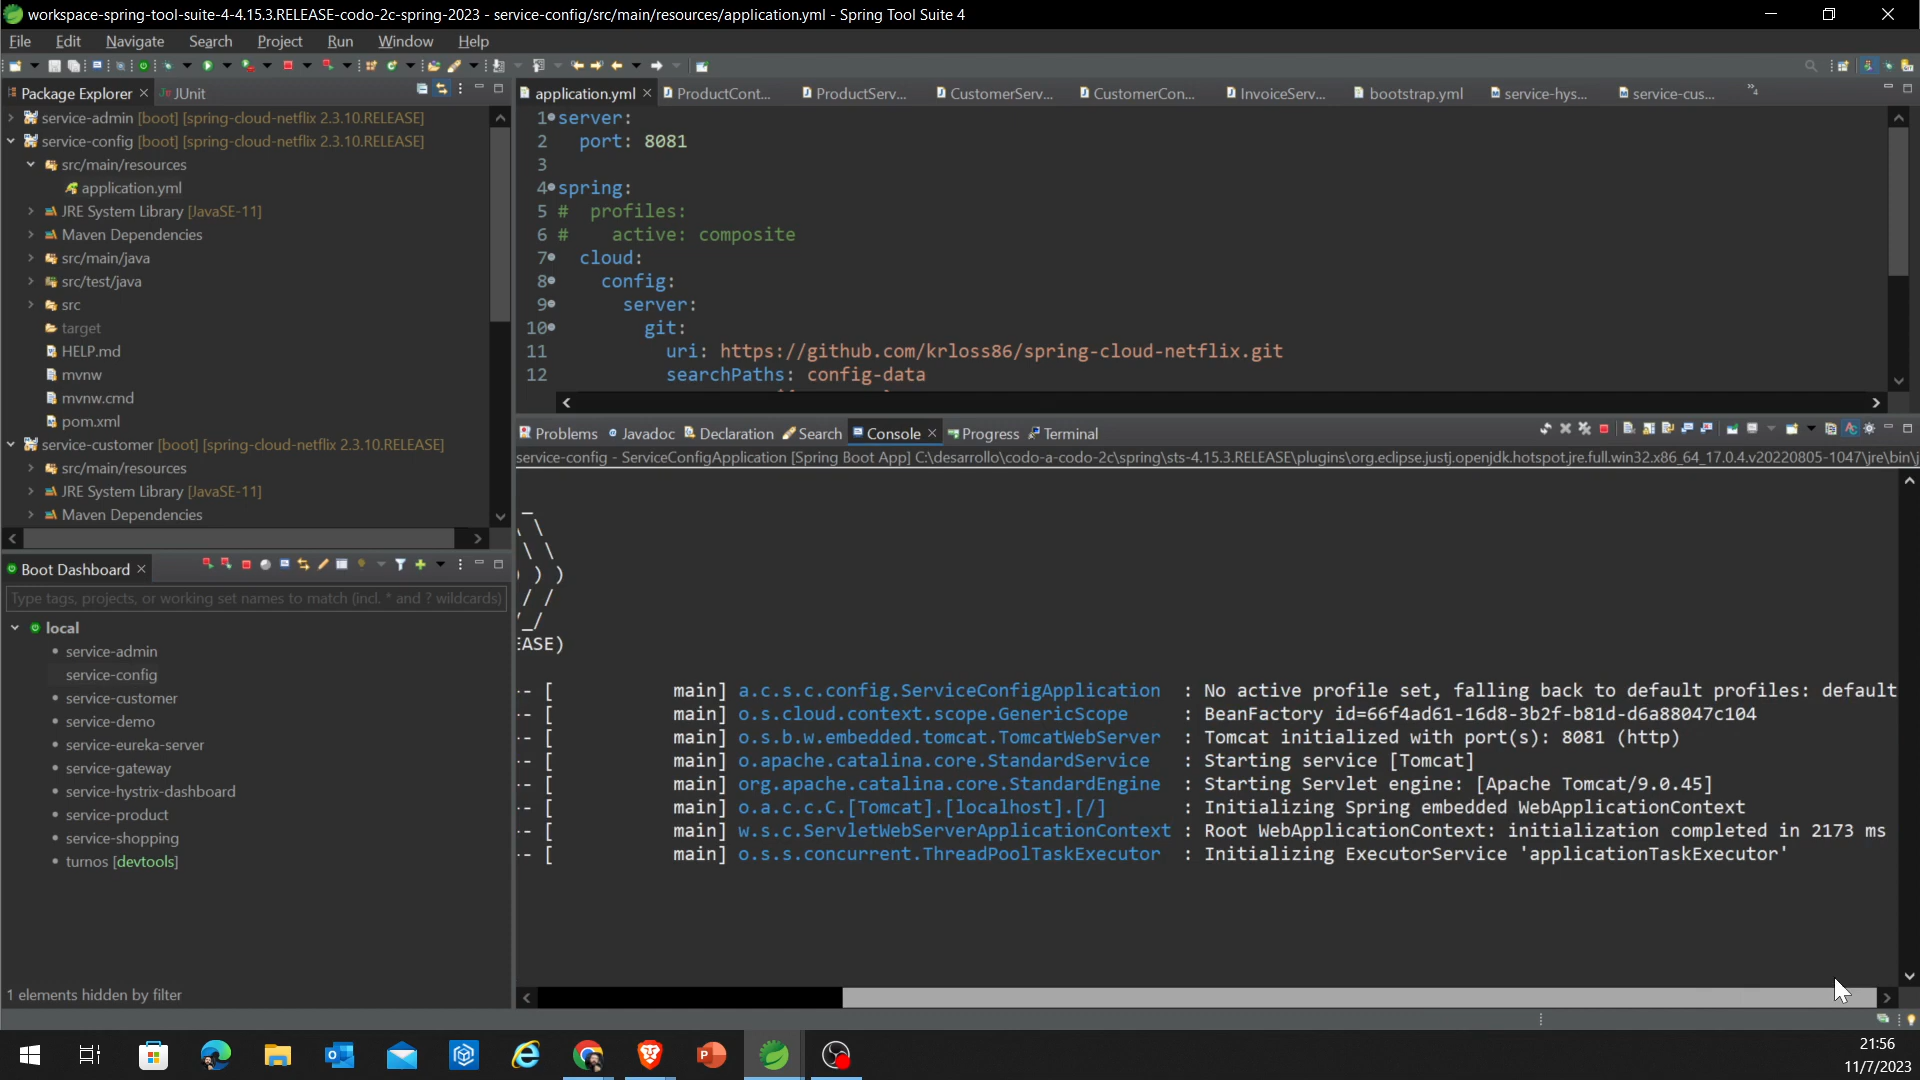 workspace-spring-tool-suite-4-4.15.3.RELEASE-codo-2c-spring-2023 - service-config/src/main/resources/application.yml - Spring Tool Suite 4
File Edit Navigate Search Project Run Window Help
Package Explorer JUnit
service-admin [boot] [spring-cloud-netflix 2.3.10.RELEASE]
service-config [boot] [spring-cloud-netflix 2.3.10.RELEASE]
src/main/resources
application.yml
JRE System Library [JavaSE-11]
Maven Dependencies
src/main/java
src/test/java
src
target
HELP.md
mvnw
mvnw.cmd
pom.xml
service-customer [boot] [spring-cloud-netflix 2.3.10.RELEASE]
src/main/resources
JRE System Library [JavaSE-11]
Maven Dependencies
application.yml ProductCont... ProductServ... CustomerServ... CustomerCon... InvoiceServ... bootstrap.yml service-hys... service-cus... »4
1 server:
2 port: 8081
3
4 spring:
5 # profiles:
6 # active: composite
7 cloud:
8 config:
9 server:
10 git:
11 uri: https://github.com/krloss86/spring-cloud-netflix.git
12 searchPaths: config-data
Boot Dashboard
Type tags, projects, or working set names to match (incl. * and ? wildcards)
local
service-admin
service-config
service-customer
service-demo
service-eureka-server
service-gateway
service-hystrix-dashboard
service-product
service-shopping
turnos [devtools]
1 elements hidden by filter
Problems Javadoc Declaration Search Console Progress Terminal
service-config - ServiceConfigApplication [Spring Boot App] C:\desarrollo\codo-a-codo-2c\spring\sts-4.15.3.RELEASE\plugins\org.eclipse.justj.openjdk.hotspot.jre.full.win32.x86_64_17.0.4.v20220805-1047\jre\bin\j
_
\ \
\ \ \
) ) )
/ / /
/_/
EASE)
-- [ main] a.c.s.c.config.ServiceConfigApplication : No active profile set, falling back to default profiles: default
-- [ main] o.s.cloud.context.scope.GenericScope : BeanFactory id=66f4ad61-16d8-3b2f-b81d-d6a88047c104
-- [ main] o.s.b.w.embedded.tomcat.TomcatWebServer : Tomcat initialized with port(s): 8081 (http)
-- [ main] o.apache.catalina.core.StandardService : Starting service [Tomcat]
-- [ main] org.apache.catalina.core.StandardEngine : Starting Servlet engine: [Apache Tomcat/9.0.45]
-- [ main] o.a.c.c.C.[Tomcat].[localhost].[/] : Initializing Spring embedded WebApplicationContext
-- [ main] w.s.c.ServletWebServerApplicationContext : Root WebApplicationContext: initialization completed in 2173 ms
-- [ main] o.s.s.concurrent.ThreadPoolTaskExecutor : Initializing ExecutorService 'applicationTaskExecutor'
21:56
11/7/2023